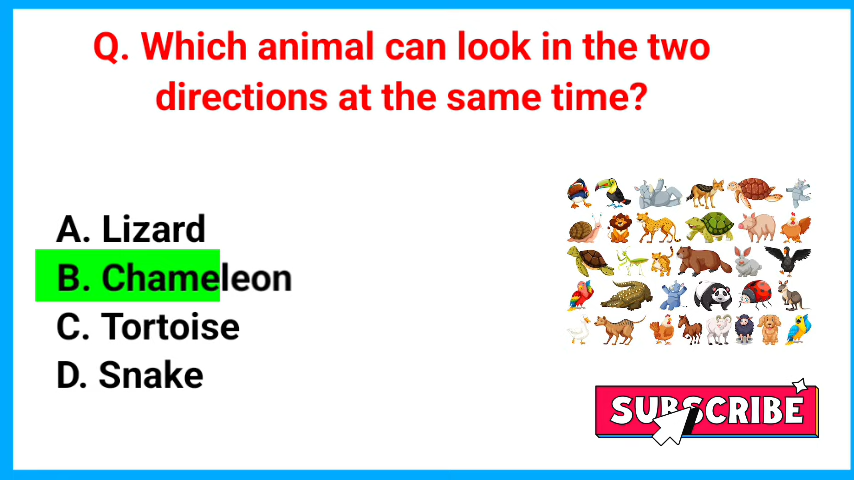 Q. Which animal can look in the two
directions at the same time?
A. Lizard
B. Chameleon
C. Tortoise
D. Snake
SUBSCRIBE